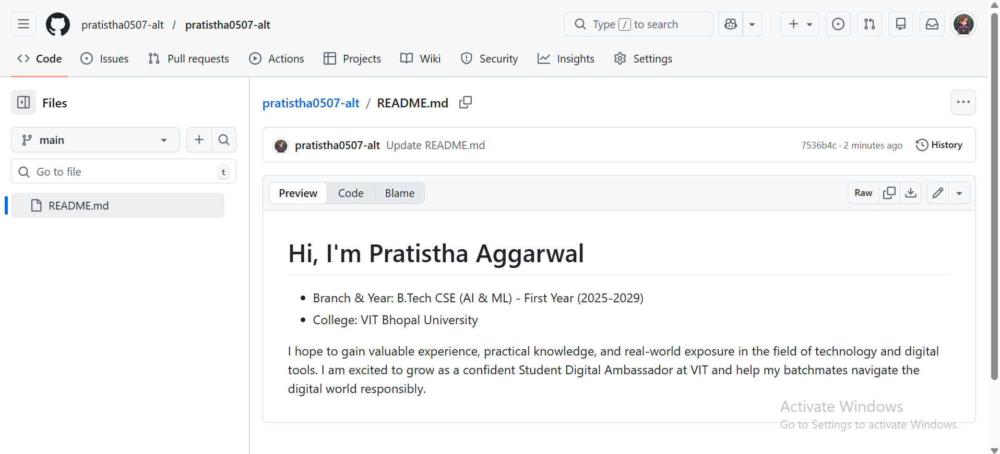 pratistha0507-alt / pratistha0507-alt
Type / to search
Code Issues Pull requests Actions Projects Wiki Security Insights Settings
Files
main
Go to file t
README.md
pratistha0507-alt / README.md
pratistha0507-alt Update README.md 7536b4c · 2 minutes ago History
Preview Code Blame Raw
Hi, I'm Pratistha Aggarwal
• Branch & Year: B.Tech CSE (AI & ML) - First Year (2025-2029)
• College: VIT Bhopal University
I hope to gain valuable experience, practical knowledge, and real-world exposure in the field of technology and digital
tools. I am excited to grow as a confident Student Digital Ambassador at VIT and help my batchmates navigate the
digital world responsibly.
Activate Windows
Go to Settings to activate Windows.